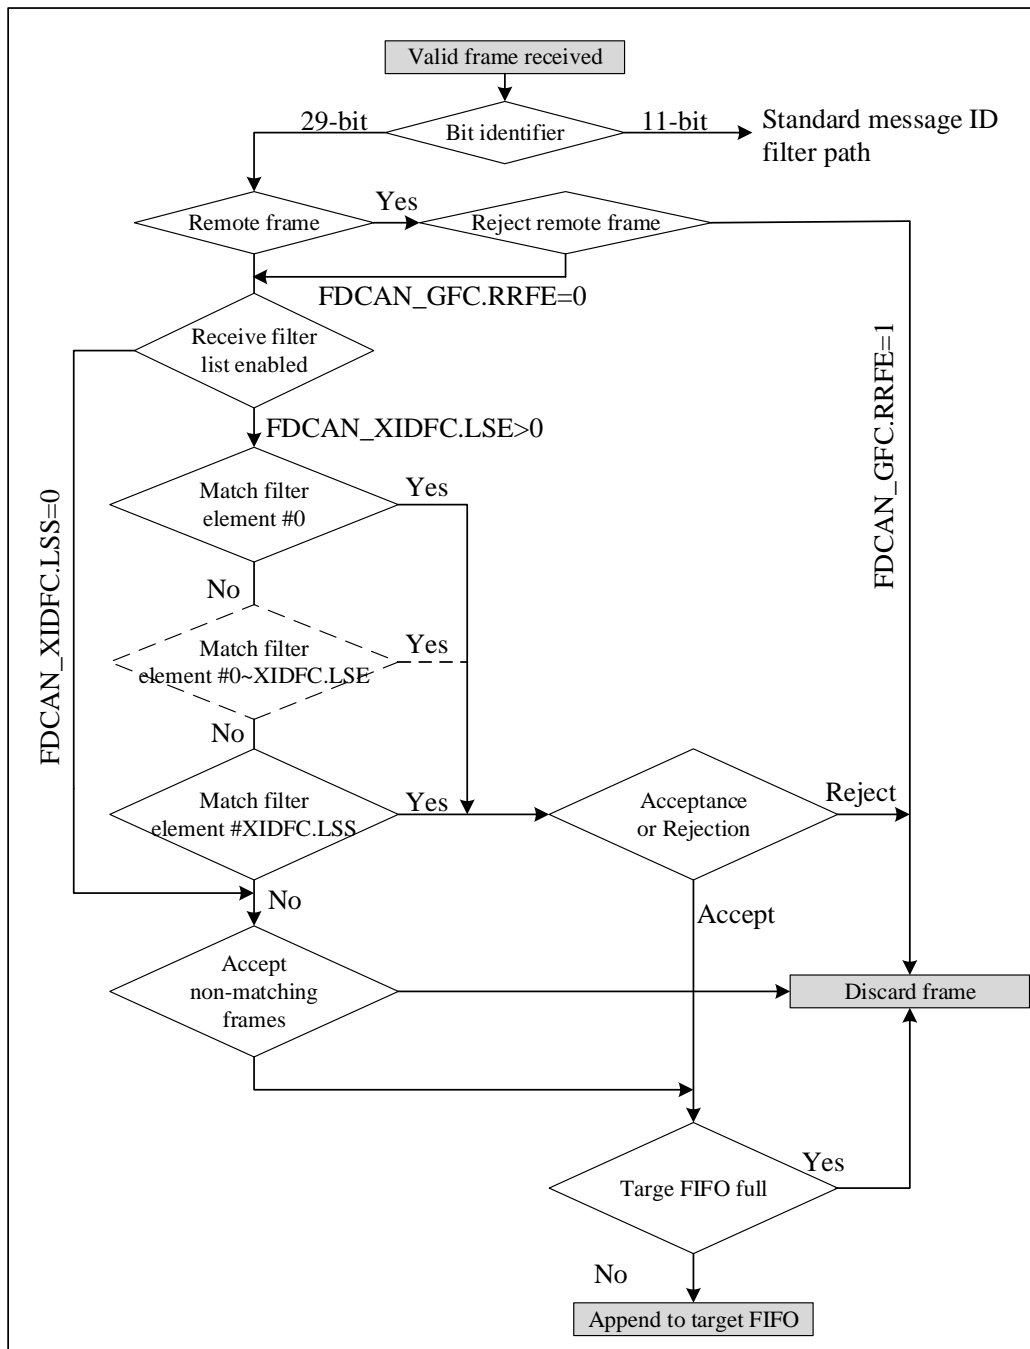 Valid frame received
29-bit
Bit identifier
11-bit
Standard message ID
filter path
Remote frame
Yes
Reject remote frame
FDCAN_GFC.RRFE=0
Receive filter
list enabled
FDCAN_XIDFC.LSE>0
FDCAN_GFC.RRFE=1
FDCAN_XIDFC.LSS=0
Match filter
element #0
Yes
No
Match filter
element #0~XIDFC.LSE
Yes
No
Match filter
element #XIDFC.LSS
Yes
Acceptance
or Rejection
Reject
No
Accept
Accept
non-matching
frames
Discard frame
Targe FIFO full
Yes
No
Append to target FIFO